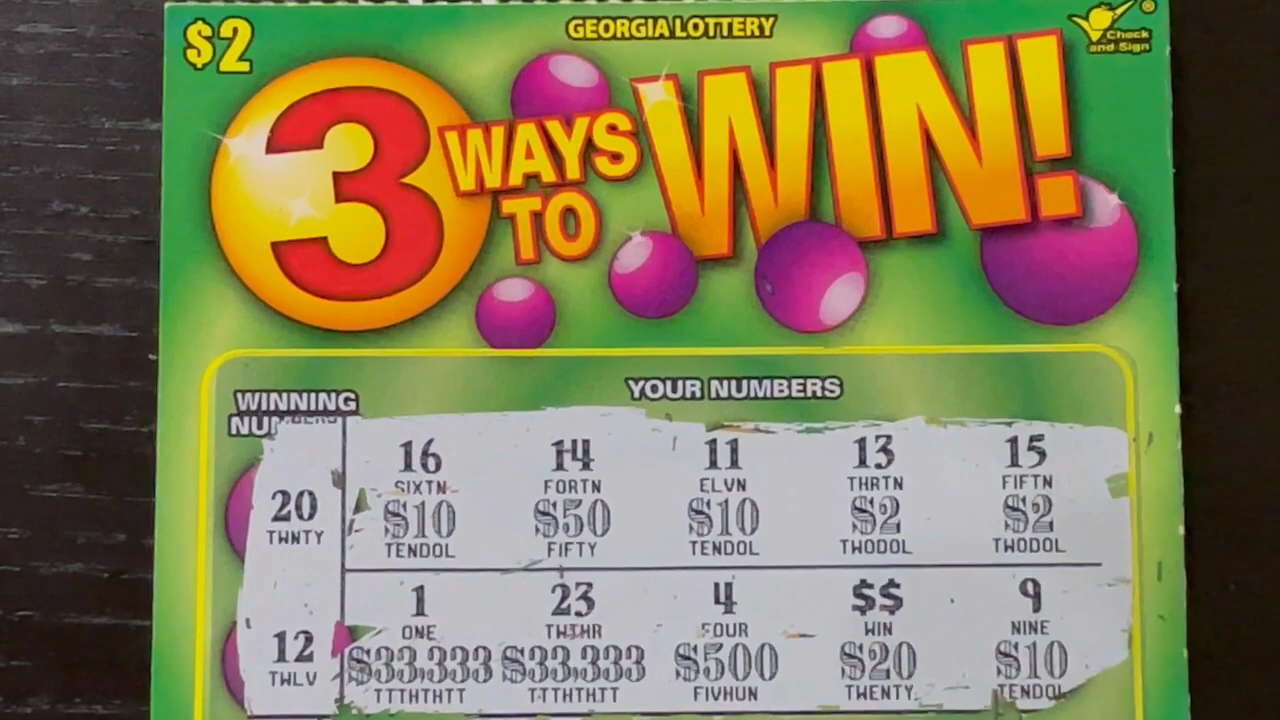 $2
GEORGIA LOTTERY
Check
and Sign
®
3 WAYS TO WIN!
WINNING
NUMBERS
YOUR NUMBERS
20
TWNTY
16 14 11 13 15
SIXTN FORTN ELVN THRTN FIFTN
$10 $50 $10 $2 $2
TENDOL FIFTY TENDOL TWODOL TWODOL
12
TWLV
1 23 4 $$ 9
ONE TWTHR FOUR WIN NINE
$33,333 $33,333 $500 $20 $10
TTTHTHTT TTTHTHTT FIVHUN TWENTY TENDOL